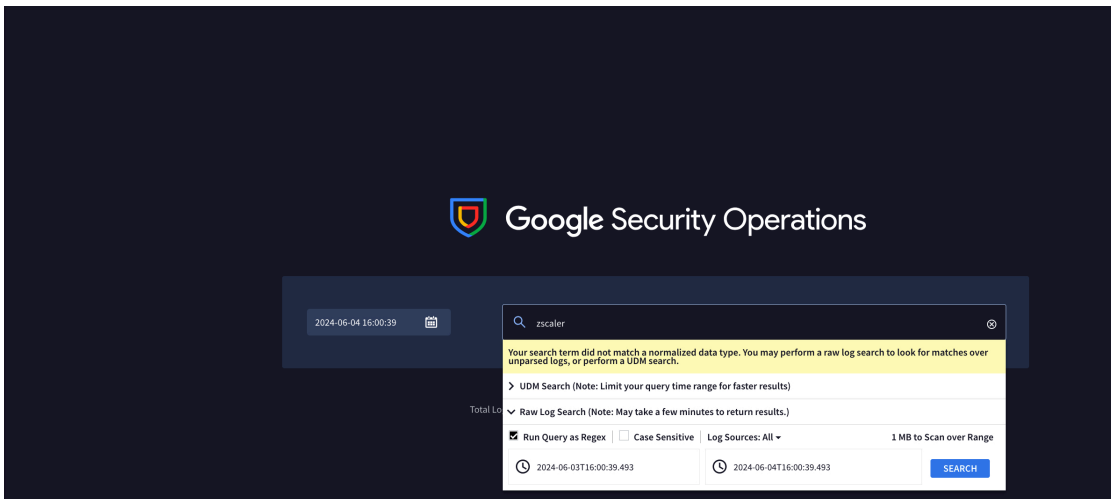 Google Security Operations
2024-06-04 16:00:39
zscaler
Your search term did not match a normalized data type. You may perform a raw log search to look for matches over
unparsed logs, or perform a UDM search.
UDM Search (Note: Limit your query time range for faster results)
Total Lo
Raw Log Search (Note: May take a few minutes to return results.)
Run Query as Regex Case Sensitive Log Sources: All 1 MB to Scan over Range
2024-06-03T16:00:39.493 2024-06-04T16:00:39.493 SEARCH